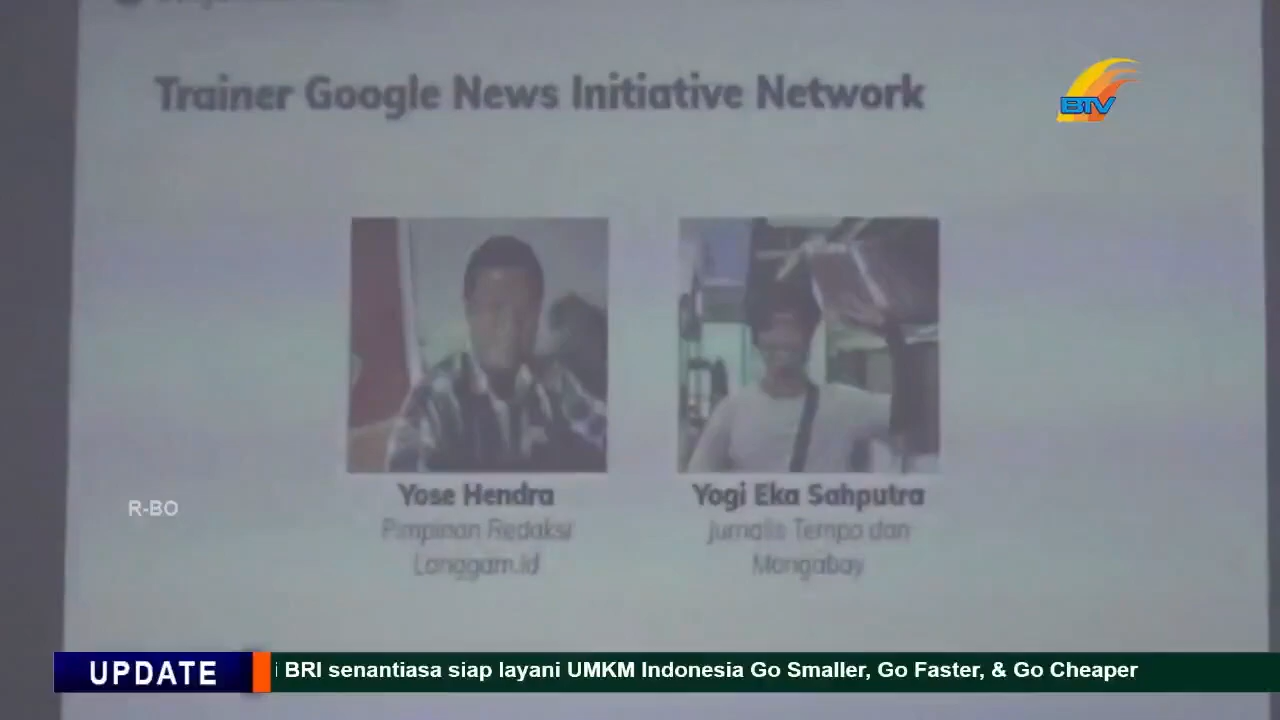 Trainer Google News Initiative Network
BTV
Yose Hendra
Pimpinan Redaksi
Langgam.id
Yogi Eka Sahputra
Jurnalis Tempo dan
Mongabay
R-BO
UPDATE
BRI senantiasa siap layani UMKM Indonesia Go Smaller, Go Faster, & Go Cheaper